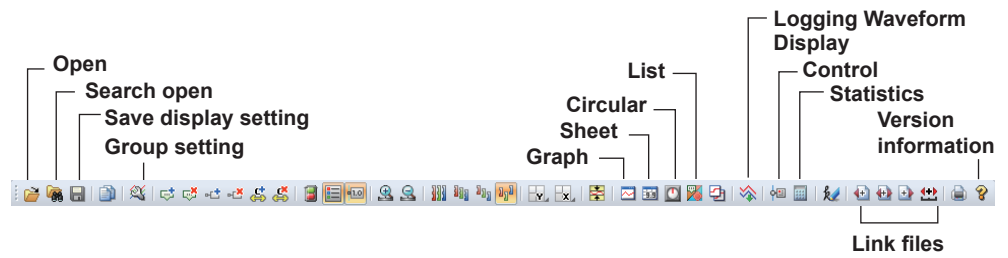 Open
Search open
Save display setting
Group setting
Graph
Sheet
Circular
List
Logging Waveform
Display
Control
Statistics
Version
information
Link files